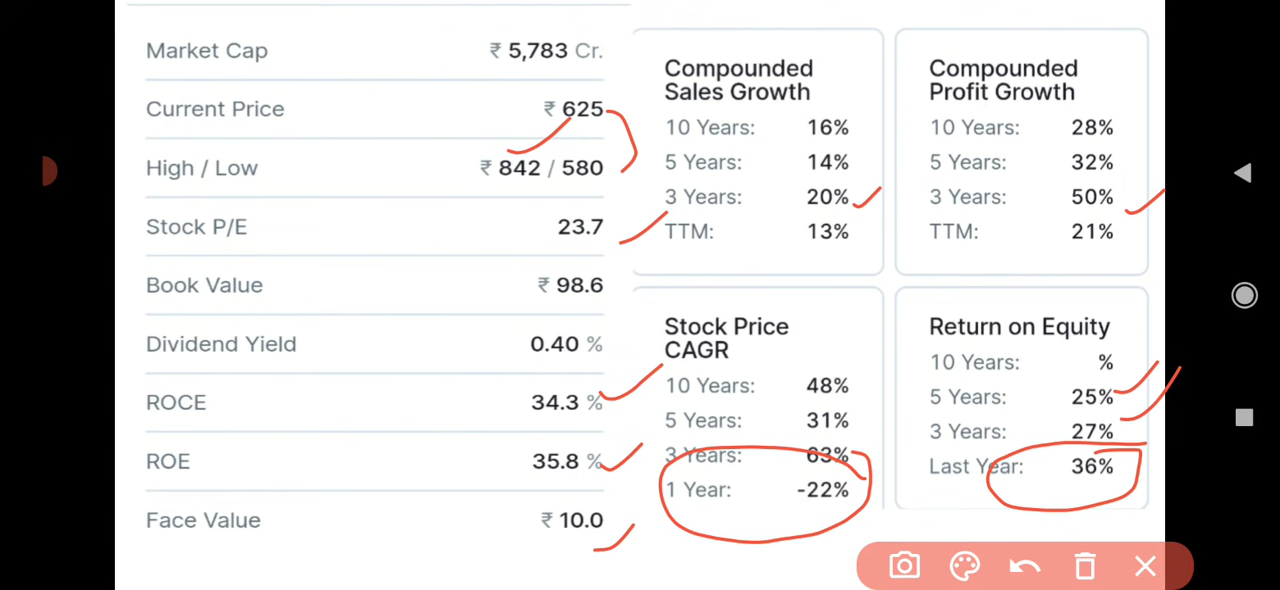 Market Cap ₹ 5,783 Cr.
Current Price ₹ 625
High / Low ₹ 842 / 580
Stock P/E 23.7
Book Value ₹ 98.6
Dividend Yield 0.40 %
ROCE 34.3 %
ROE 35.8 %
Face Value ₹ 10.0
Compounded
Sales Growth
10 Years: 16%
5 Years: 14%
3 Years: 20%
TTM: 13%
Compounded
Profit Growth
10 Years: 28%
5 Years: 32%
3 Years: 50%
TTM: 21%
Stock Price
CAGR
10 Years: 48%
5 Years: 31%
3 Years: 63%
1 Year: -22%
Return on Equity
10 Years: %
5 Years: 25%
3 Years: 27%
Last Year: 36%